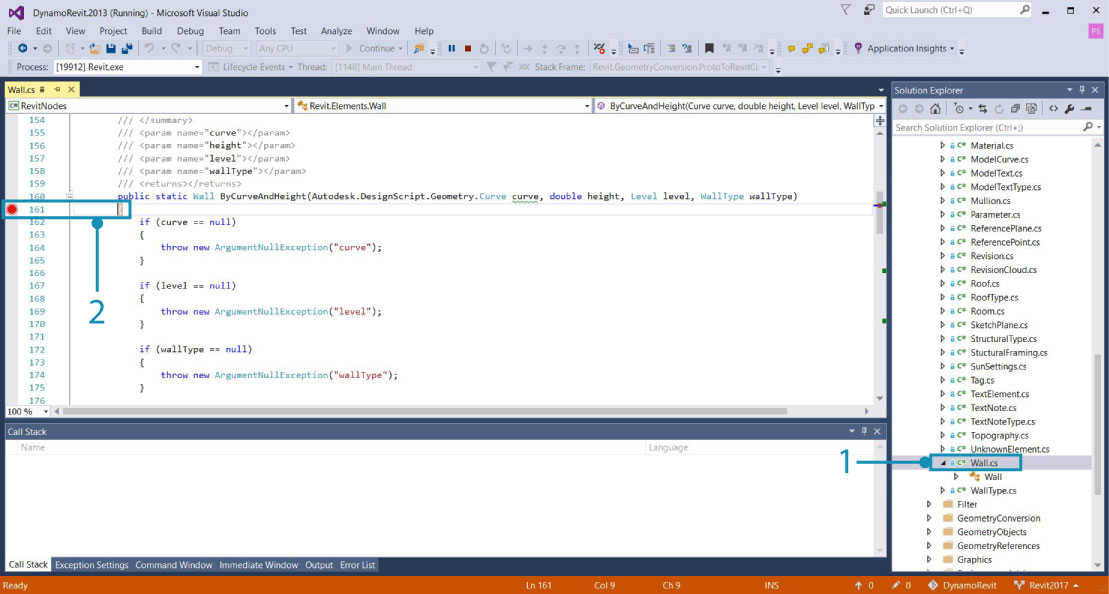 DynamoRevit.2013 (Running) - Microsoft Visual Studio
Quick Launch (Ctrl+Q)
File Edit View Project Build Debug Team Tools Test Analyze Window Help
PS
Debug Any CPU Continue Application Insights
Process: [19912] Revit.exe Lifecycle Events Thread: [1148] Main Thread Stack Frame: Revit.GeometryConversion.ProtoToRevitCu
Wall.cs
RevitNodes Revit.Elements.Wall ByCurveAndHeight(Curve curve, double height, Level level, WallTyp
154 /// </summary>
155 /// <param name="curve"></param>
156 /// <param name="height"></param>
157 /// <param name="level"></param>
158 /// <param name="wallType"></param>
159 /// <returns></returns>
160 public static Wall ByCurveAndHeight(Autodesk.DesignScript.Geometry.Curve curve, double height, Level level, WallType wallType)
161 {
162 if (curve == null)
163 {
164 throw new ArgumentNullException("curve");
165 }
166
167 if (level == null)
168 {
169 throw new ArgumentNullException("level");
170 }
171
172 if (wallType == null)
173 {
174 throw new ArgumentNullException("wallType");
175 }
176
2
100 %
Call Stack
Name Language
Call Stack Exception Settings Command Window Immediate Window Output Error List
Solution Explorer
Search Solution Explorer (Ctrl+;)
C# Material.cs
C# ModelCurve.cs
C# ModelText.cs
C# ModelTextType.cs
C# Mullion.cs
C# Parameter.cs
C# ReferencePlane.cs
C# ReferencePoint.cs
C# Revision.cs
C# RevisionCloud.cs
C# Roof.cs
C# RoofType.cs
C# Room.cs
C# SketchPlane.cs
C# StructuralType.cs
C# StucturalFraming.cs
C# SunSettings.cs
C# Tag.cs
C# TextElement.cs
C# TextNote.cs
C# TextNoteType.cs
C# Topography.cs
C# UnknownElement.cs
1
C# Wall.cs
Wall
C# WallType.cs
Filter
GeometryConversion
GeometryObjects
GeometryReferences
Graphics
Ready Ln 161 Col 9 Ch 9 INS 0 0 DynamoRevit Revit2017